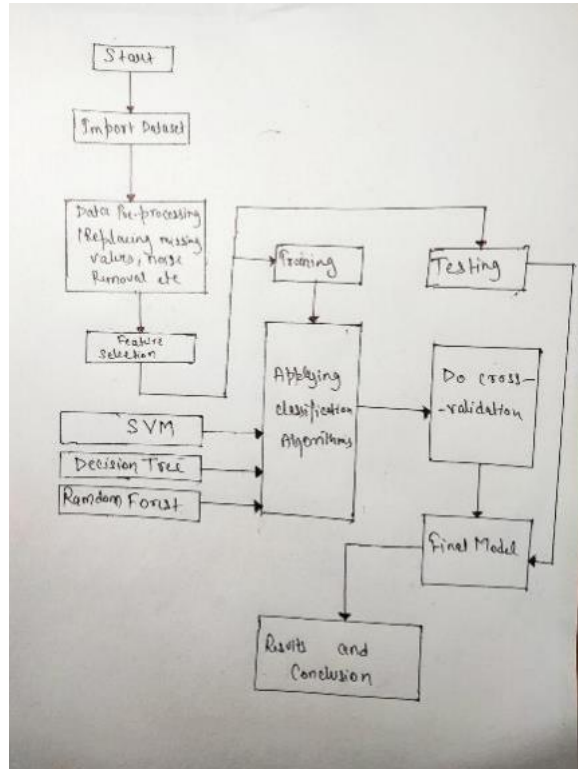 Start
Import Dataset
Data Pre-processing
(Replacing missing
values, noise
Removal etc
Feature
Selection
Training
Testing
Applying
classification
Algorithms
SVM
Decision Tree
Random Forest
Do cross-
-validation
Final Model
Results and
Conclusion